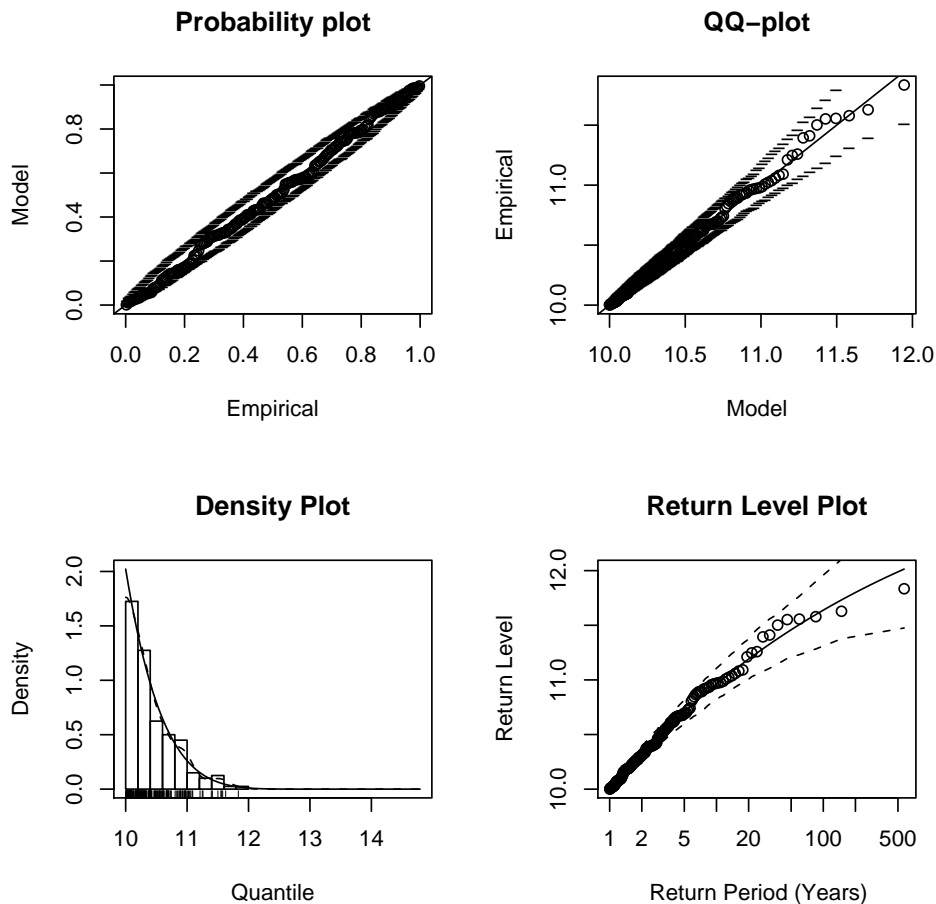 Probability plot
Model
0.0 0.4 0.8
0.0 0.2 0.4 0.6 0.8 1.0
Empirical
QQ−plot
Empirical
10.0 11.0
10.0 10.5 11.0 11.5 12.0
Model
Density Plot
Density
0.0 0.5 1.0 1.5 2.0
10 11 12 13 14
Quantile
Return Level Plot
Return Level
10.0 11.0 12.0
1 2 5 20 100 500
Return Period (Years)